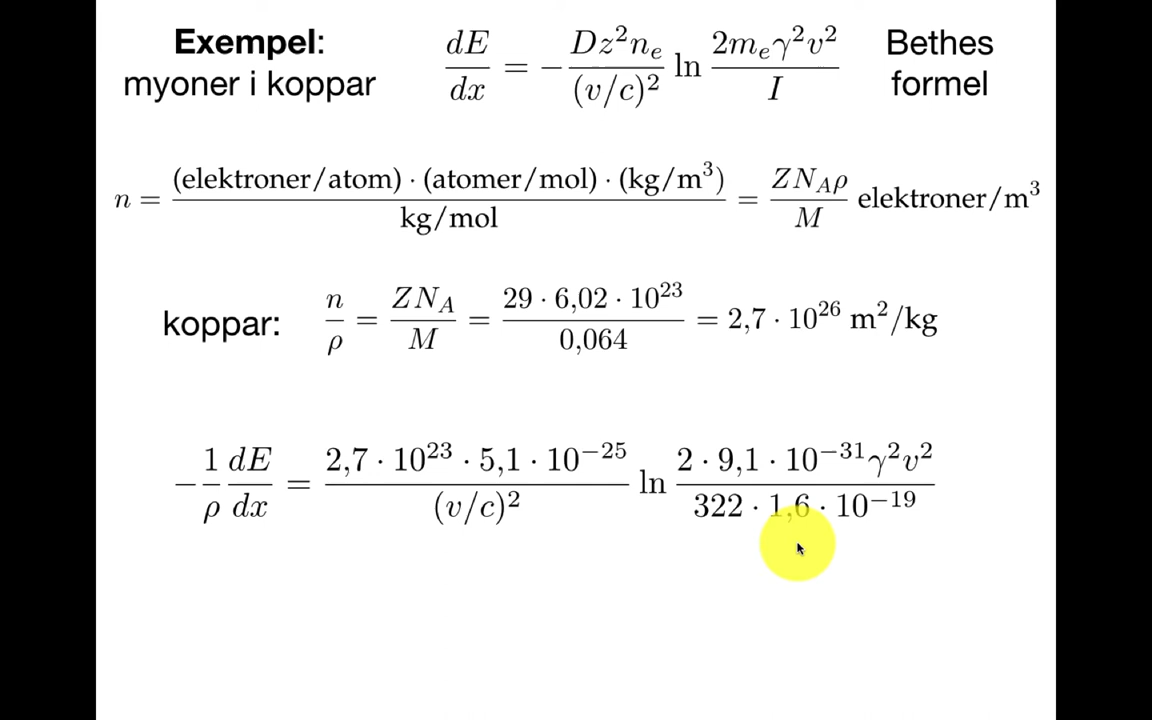 Exempel: myoner i koppar
dE/dx = −Dz²nₑ/(v/c)² ln 2mₑγ²v²/I
Bethes formel
n = (elektroner/atom) · (atomer/mol) · (kg/m³)/kg/mol = ZN_Aρ/M elektroner/m³
koppar: n/ρ = ZN_A/M = 29 · 6,02 · 10²³/0,064 = 2,7 · 10²⁶ m²/kg
−1/ρ dE/dx = 2,7 · 10²³ · 5,1 · 10⁻²⁵/(v/c)² ln 2 · 9,1 · 10⁻³¹γ²v²/322 · 1,6 · 10⁻¹⁹